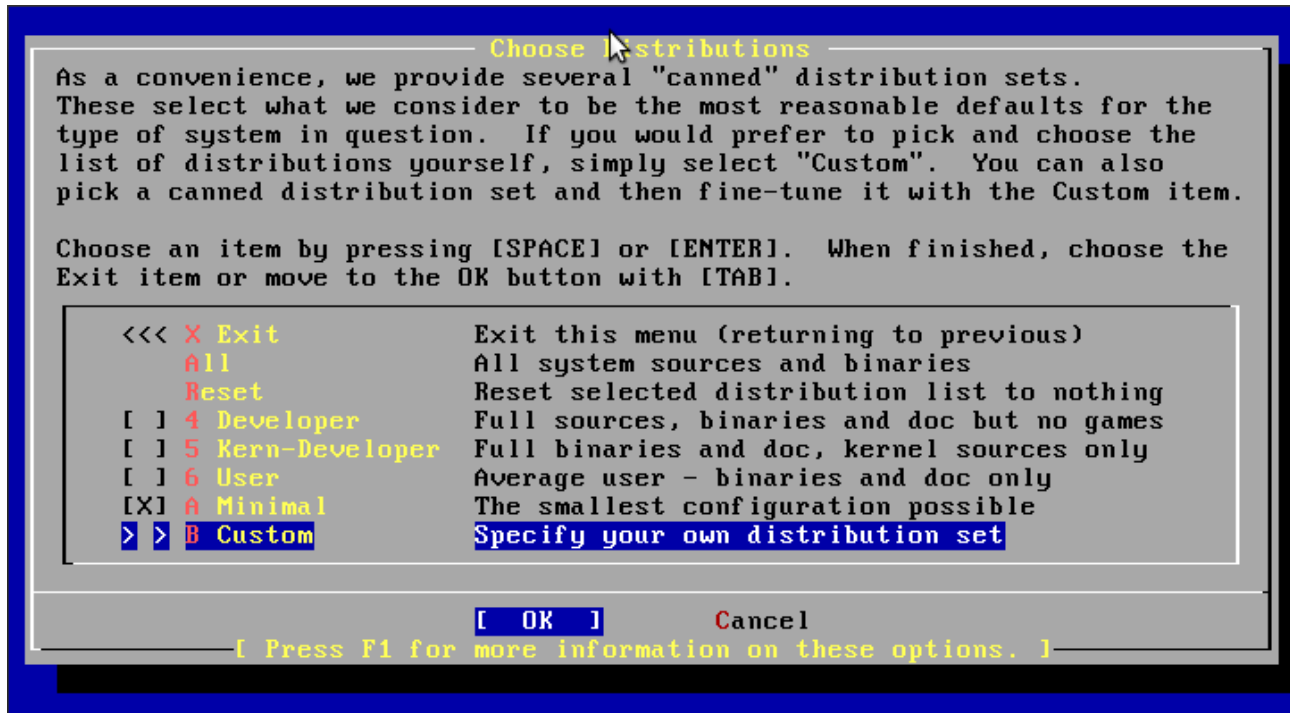 Choose Distributions
As a convenience, we provide several "canned" distribution sets.
These select what we consider to be the most reasonable defaults for the
type of system in question.  If you would prefer to pick and choose the
list of distributions yourself, simply select "Custom".  You can also
pick a canned distribution set and then fine-tune it with the Custom item.
Choose an item by pressing [SPACE] or [ENTER].  When finished, choose the
Exit item or move to the OK button with [TAB].
<<< X Exit Exit this menu (returning to previous)
All All system sources and binaries
Reset Reset selected distribution list to nothing
[ ] 4 Developer Full sources, binaries and doc but no games
[ ] 5 Kern-Developer Full binaries and doc, kernel sources only
[ ] 6 User Average user - binaries and doc only
[X] A Minimal The smallest configuration possible
> > B Custom Specify your own distribution set
[ OK ] Cancel
[ Press F1 for more information on these options. ]